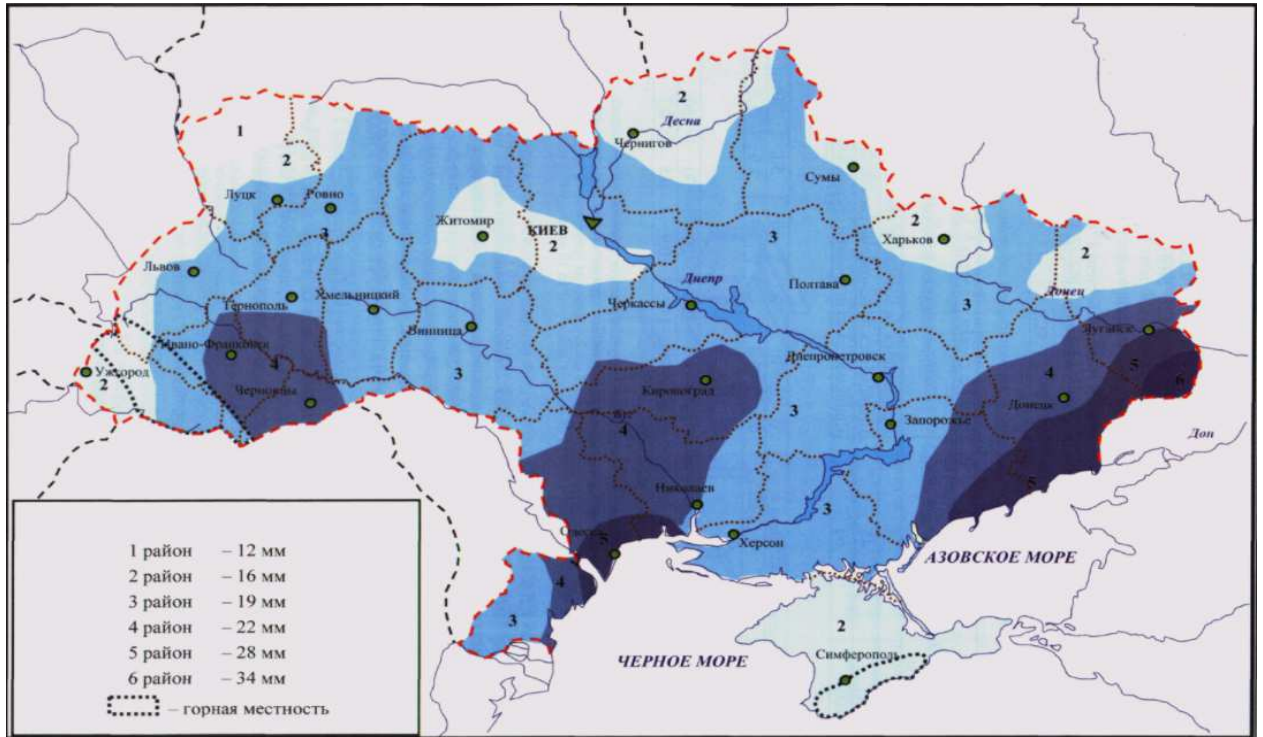 2
1
Десна
Чернигов
2
Сумы
Луцк
Ровно
2
3
Житомир
КИЕВ
2
3
Харьков
2
Львов
Днепр
Полтава
Донец
Тернополь
Хмельницкий
Черкассы
3
Винница
Луганск
Ивано-Франковск
4
Днепропетровск
5
Ужгород
2
3
Кировоград
4
6
Черновцы
3
Донецк
4
Запорожье
Дон
Николаев
5
Одесса
5
3
Херсон
АЗОВСКОЕ МОРЕ
4
3
2
ЧЕРНОЕ МОРЕ
Симферополь
1 район – 12 мм
2 район – 16 мм
3 район – 19 мм
4 район – 22 мм
5 район – 28 мм
6 район – 34 мм
– горная местность